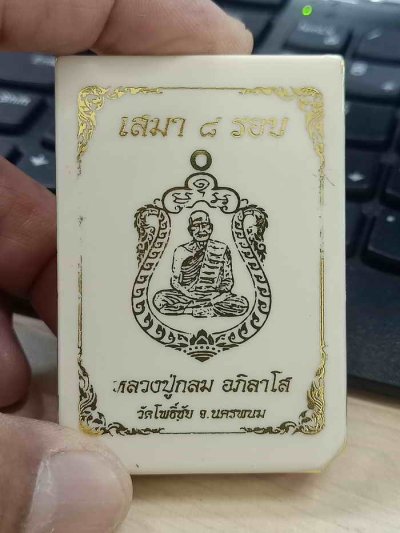 เสมา ๘ รอบ
หลวงปู่กลม อภิลาโส
วัดโพธิ์ชัย จ.นครพนม